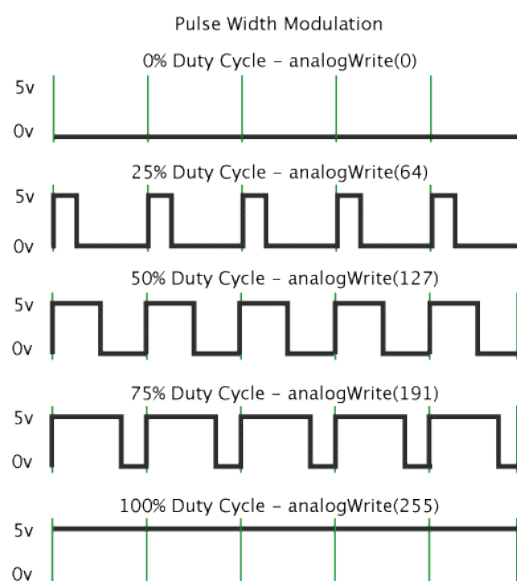 Pulse Width Modulation
0% Duty Cycle – analogWrite(0)
5v
0v
25% Duty Cycle – analogWrite(64)
5v
0v
50% Duty Cycle – analogWrite(127)
5v
0v
75% Duty Cycle – analogWrite(191)
5v
0v
100% Duty Cycle – analogWrite(255)
5v
0v